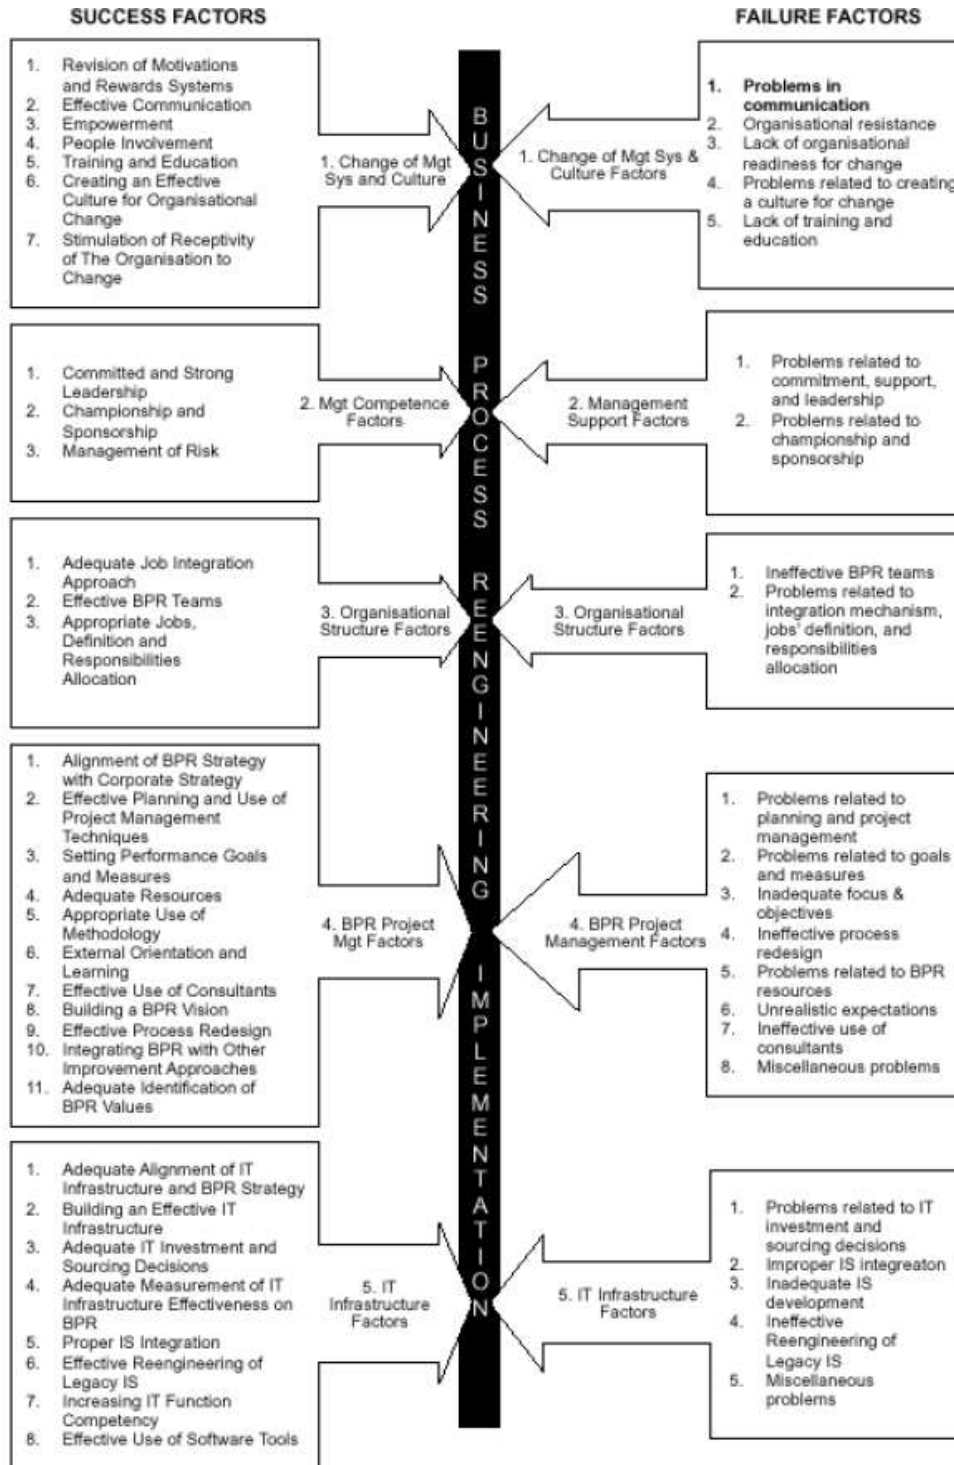 SUCCESS FACTORS
FAILURE FACTORS
1. Revision of Motivations
and Rewards Systems
2. Effective Communication
3. Empowerment
4. People Involvement
5. Training and Education
6. Creating an Effective
Culture for Organisational
Change
7. Stimulation of Receptivity
of The Organisation to
Change
1. Change of Mgt
Sys and Culture
BUSINESS PROCESS REENGINEERING IMPLEMENTATION
1. Change of Mgt Sys &
Culture Factors
1. Problems in
communication
2. Organisational resistance
3. Lack of organisational
readiness for change
4. Problems related to creating
a culture for change
5. Lack of training and
education
1. Committed and Strong
Leadership
2. Championship and
Sponsorship
3. Management of Risk
2. Mgt Competence
Factors
2. Management
Support Factors
1. Problems related to
commitment, support,
and leadership
2. Problems related to
championship and
sponsorship
1. Adequate Job Integration
Approach
2. Effective BPR Teams
3. Appropriate Jobs,
Definition and
Responsibilities
Allocation
3. Organisational
Structure Factors
3. Organisational
Structure Factors
1. Ineffective BPR teams
2. Problems related to
integration mechanism,
jobs' definition, and
responsibilities
allocation
1. Alignment of BPR Strategy
with Corporate Strategy
2. Effective Planning and Use of
Project Management
Techniques
3. Setting Performance Goals
and Measures
4. Adequate Resources
5. Appropriate Use of
Methodology
6. External Orientation and
Learning
7. Effective Use of Consultants
8. Building a BPR Vision
9. Effective Process Redesign
10. Integrating BPR with Other
Improvement Approaches
11. Adequate Identification of
BPR Values
4. BPR Project
Mgt Factors
4. BPR Project
Management Factors
1. Problems related to
planning and project
management
2. Problems related to goals
and measures
3. Inadequate focus &
objectives
4. Ineffective process
redesign
5. Problems related to BPR
resources
6. Unrealistic expectations
7. Ineffective use of
consultants
8. Miscellaneous problems
1. Adequate Alignment of IT
Infrastructure and BPR Strategy
2. Building an Effective IT
Infrastructure
3. Adequate IT Investment and
Sourcing Decisions
4. Adequate Measurement of IT
Infrastructure Effectiveness on
BPR
5. Proper IS Integration
6. Effective Reengineering of
Legacy IS
7. Increasing IT Function
Competency
8. Effective Use of Software Tools
5. IT
Infrastructure
Factors
5. IT Infrastructure
Factors
1. Problems related to IT
investment and
sourcing decisions
2. Improper IS integreaton
3. Inadequate IS
development
4. Ineffective
Reengineering of
Legacy IS
5. Miscellaneous
problems